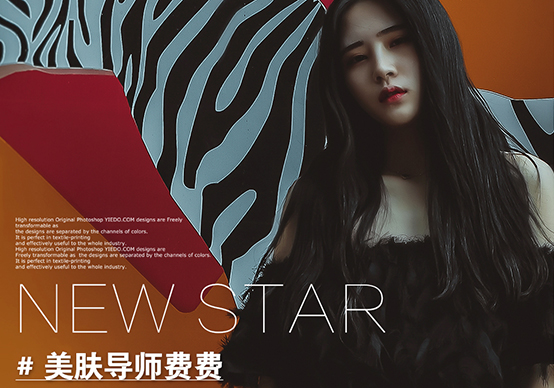 High resolution Original Photoshop YIEDO.COM designs are Freely
transformable as
the designs are separated by the channels of colors.
It is perfect in textile-printing
and effectively useful to the whole industry.
High resolution Original Photoshop YIEDO.COM designs are
Freely transformable as  the designs are separated by the channels of colors.
It is perfect in textile-printing
and effectively useful to the whole industry.
NEW STAR
# 美肤导师费费